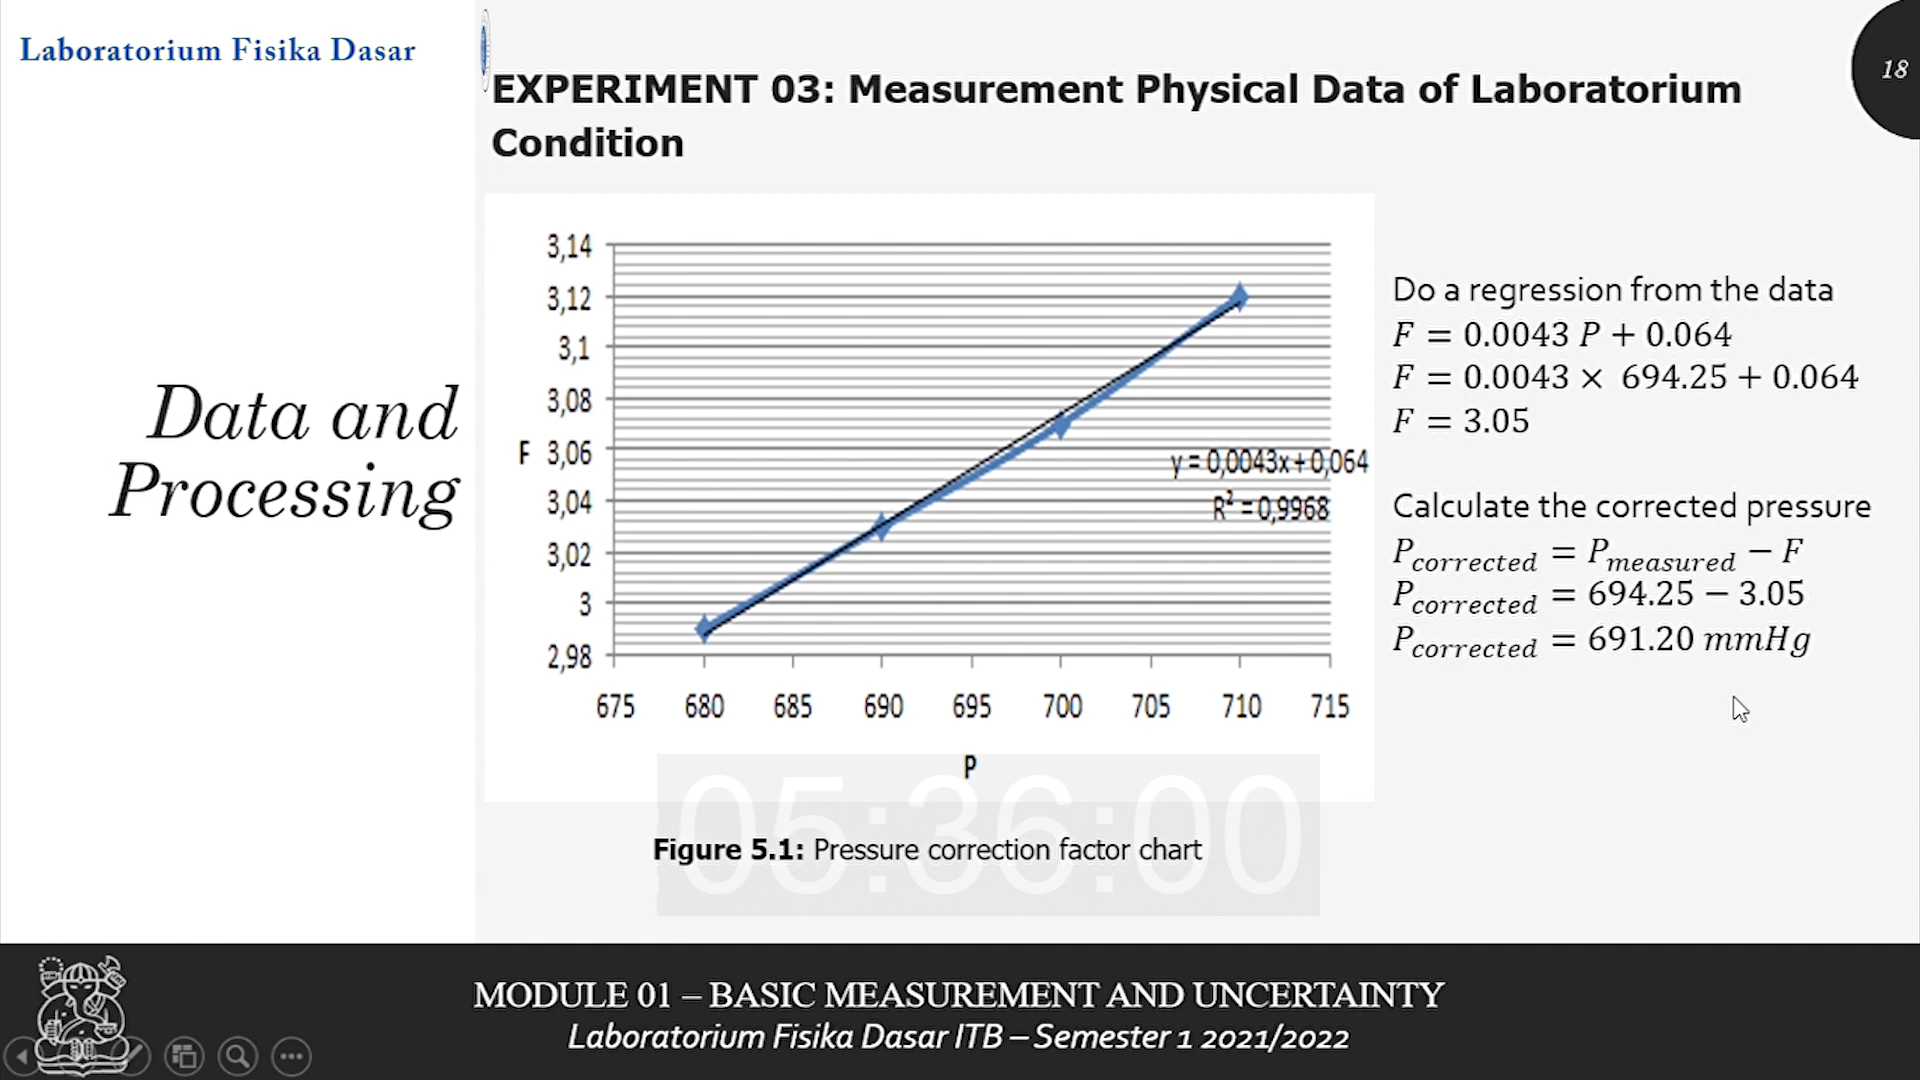 Laboratorium Fisika Dasar
18
EXPERIMENT 03: Measurement Physical Data of Laboratorium
Condition
Data and
Processing
3,14
3,12
3,1
3,08
3,06
3,04
3,02
3
2,98
F
y = 0,0043x + 0,064
R² = 0,9968
675 680 685 690 695 700 705 710 715
P
Figure 5.1: Pressure correction factor chart
05:36:00
Do a regression from the data
F = 0.0043 P + 0.064
F = 0.0043 × 694.25 + 0.064
F = 3.05
Calculate the corrected pressure
P_corrected = P_measured − F
P_corrected = 694.25 − 3.05
P_corrected = 691.20 mmHg
MODULE 01 – BASIC MEASUREMENT AND UNCERTAINTY
Laboratorium Fisika Dasar ITB – Semester 1 2021/2022